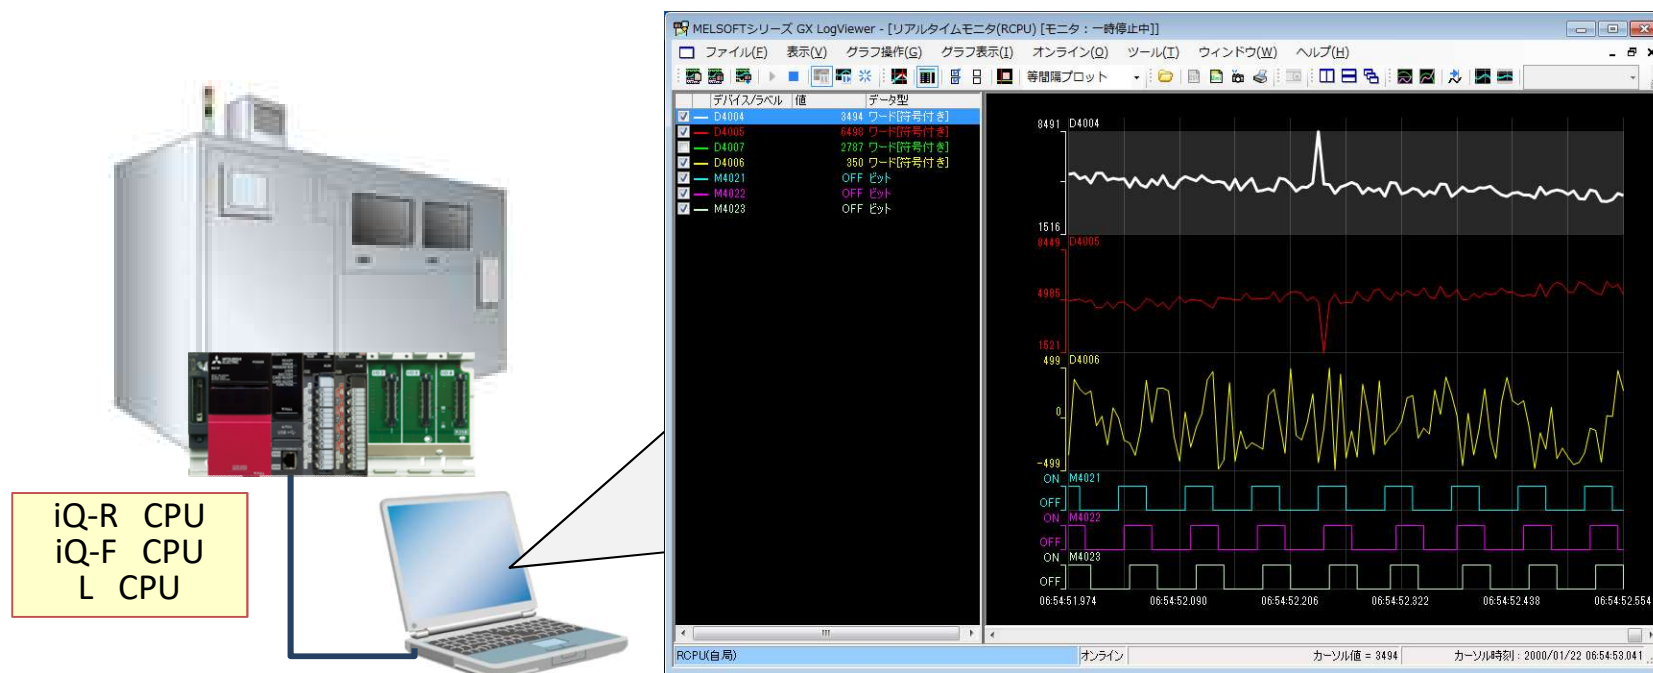 iQ-R CPU
iQ-F CPU
L CPU
MELSOFTシリーズ GX LogViewer - [リアルタイムモニタ(RCPU) [モニタ：一時停止中]]
ファイル(F) 表示(V) グラフ操作(G) グラフ表示(I) オンライン(O) ツール(T) ウィンドウ(W) ヘルプ(H)
等間隔プロット
デバイス/ラベル 値 データ型
D4004 3494 ワード[符号付き]
D4005 6498 ワード[符号付き]
D4007 2787 ワード[符号付き]
D4006 350 ワード[符号付き]
M4021 OFF ビット
M4022 OFF ビット
M4023 OFF ビット
8491 D4004
1516
8449 D4005
4985
1521
499 D4006
0
-499
ON M4021
OFF
ON M4022
OFF
ON M4023
OFF
06:54:51.974 06:54:52.090 06:54:52.206 06:54:52.322 06:54:52.438 06:54:52.554
RCPU(自局) オンライン カーソル値 = 3494 カーソル時刻 : 2000/01/22 06:54:53.041